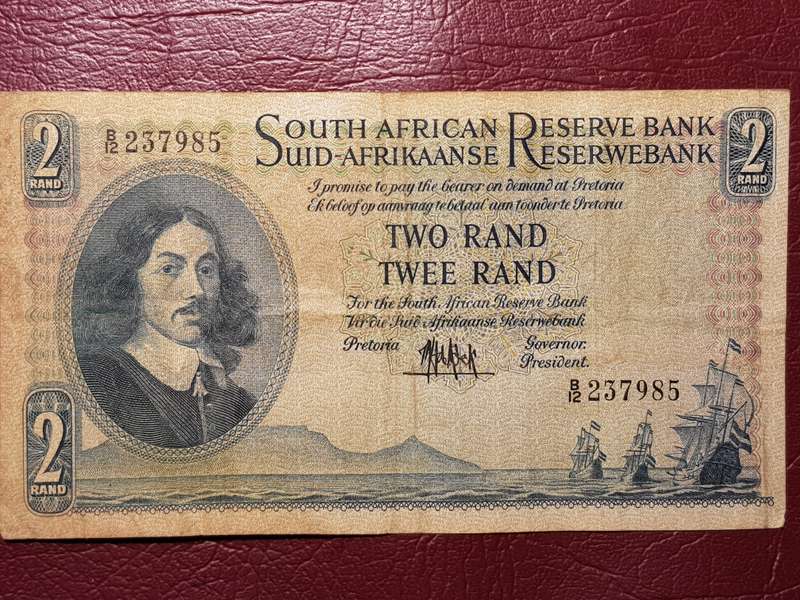 2
RAND
B/12 237985
SOUTH AFRICAN RESERVE BANK
SUID-AFRIKAANSE RESERWEBANK
2
RAND
I promise to pay the bearer on demand at Pretoria
Ek beloof op aanvraag te betaal aan toonder te Pretoria
TWO RAND
TWEE RAND
For the South African Reserve Bank
Vir die Suid-Afrikaanse Reserwebank
Pretoria Governor.
President.
B/12 237985
2
RAND